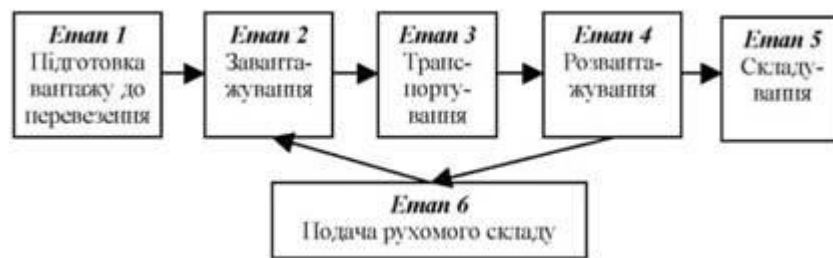 Етап 1
Підготовка
вантажу до
перевезення
Етап 2
Заванта-
жування
Етап 3
Транс-
порту-
вання
Етап 4
Розванта-
жування
Етап 5
Складу-
вання
Етап 6
Подача рухомого складу